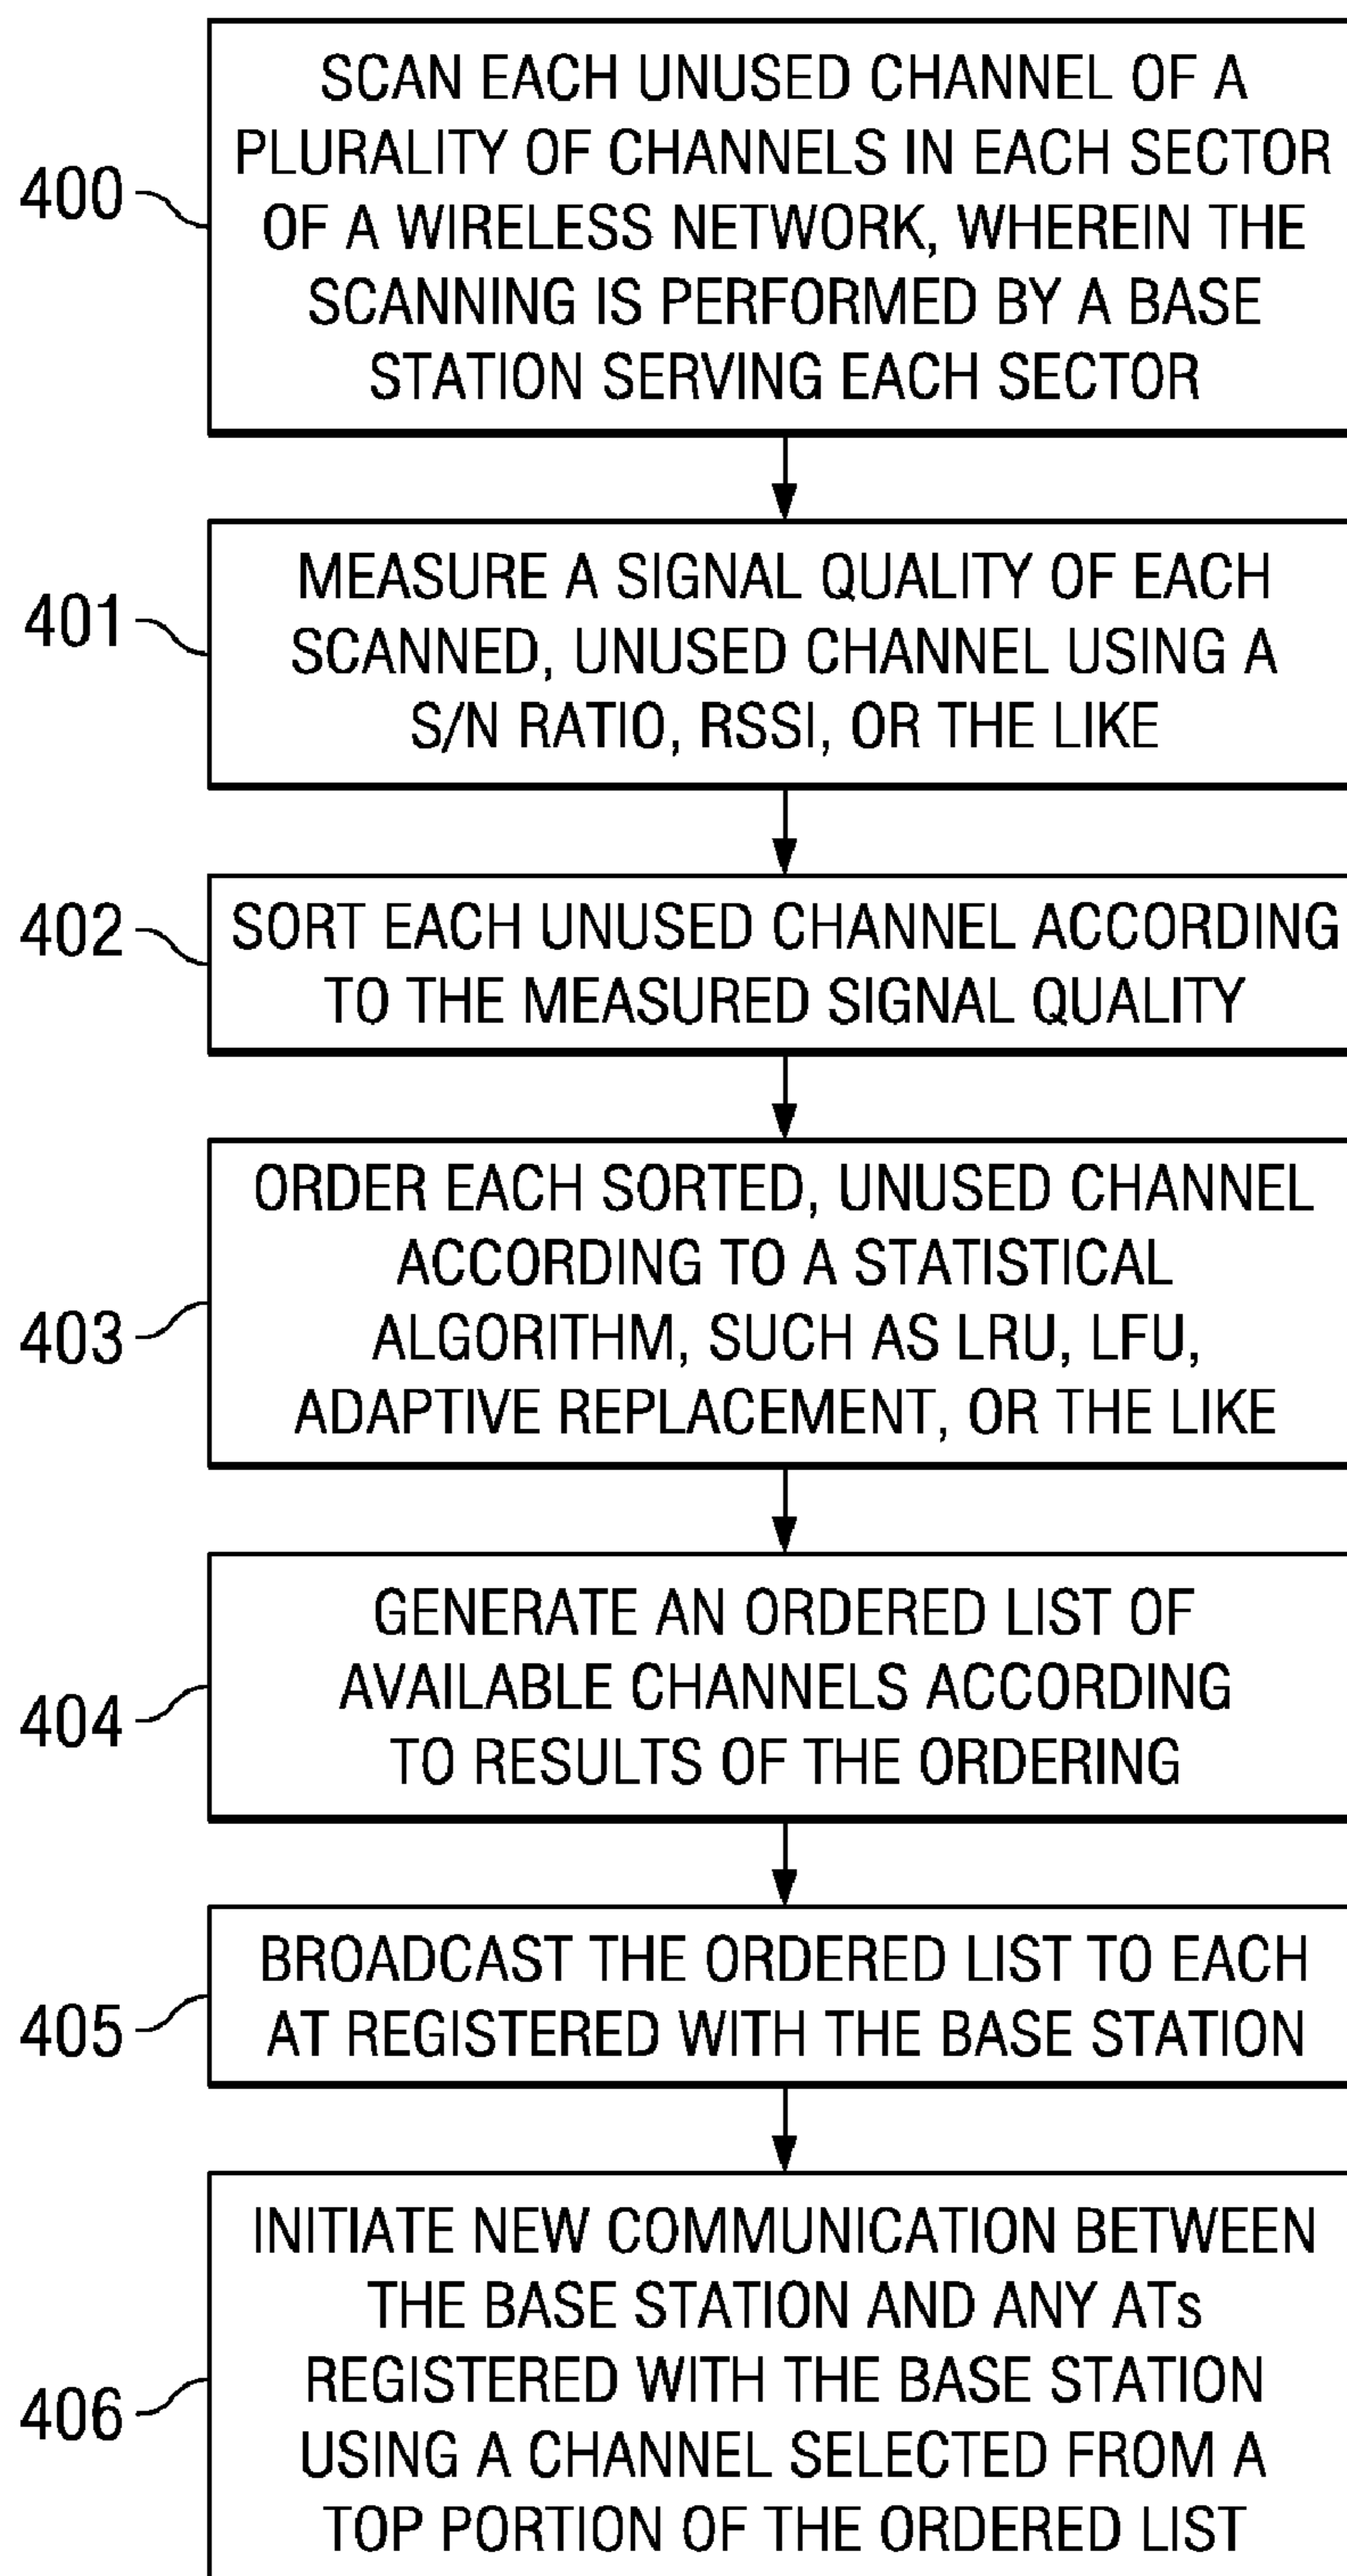 SCAN EACH UNUSED CHANNEL OF A
PLURALITY OF CHANNELS IN EACH SECTOR
OF A WIRELESS NETWORK, WHEREIN THE
SCANNING IS PERFORMED BY A BASE
STATION SERVING EACH SECTOR
400
MEASURE A SIGNAL QUALITY OF EACH
SCANNED, UNUSED CHANNEL USING A
S/N RATIO, RSSI, OR THE LIKE
401
SORT EACH UNUSED CHANNEL ACCORDING
TO THE MEASURED SIGNAL QUALITY
402
ORDER EACH SORTED, UNUSED CHANNEL
ACCORDING TO A STATISTICAL
ALGORITHM, SUCH AS LRU, LFU,
ADAPTIVE REPLACEMENT, OR THE LIKE
403
GENERATE AN ORDERED LIST OF
AVAILABLE CHANNELS ACCORDING
TO RESULTS OF THE ORDERING
404
BROADCAST THE ORDERED LIST TO EACH
AT REGISTERED WITH THE BASE STATION
405
INITIATE NEW COMMUNICATION BETWEEN
THE BASE STATION AND ANY ATs
REGISTERED WITH THE BASE STATION
USING A CHANNEL SELECTED FROM A
TOP PORTION OF THE ORDERED LIST
406